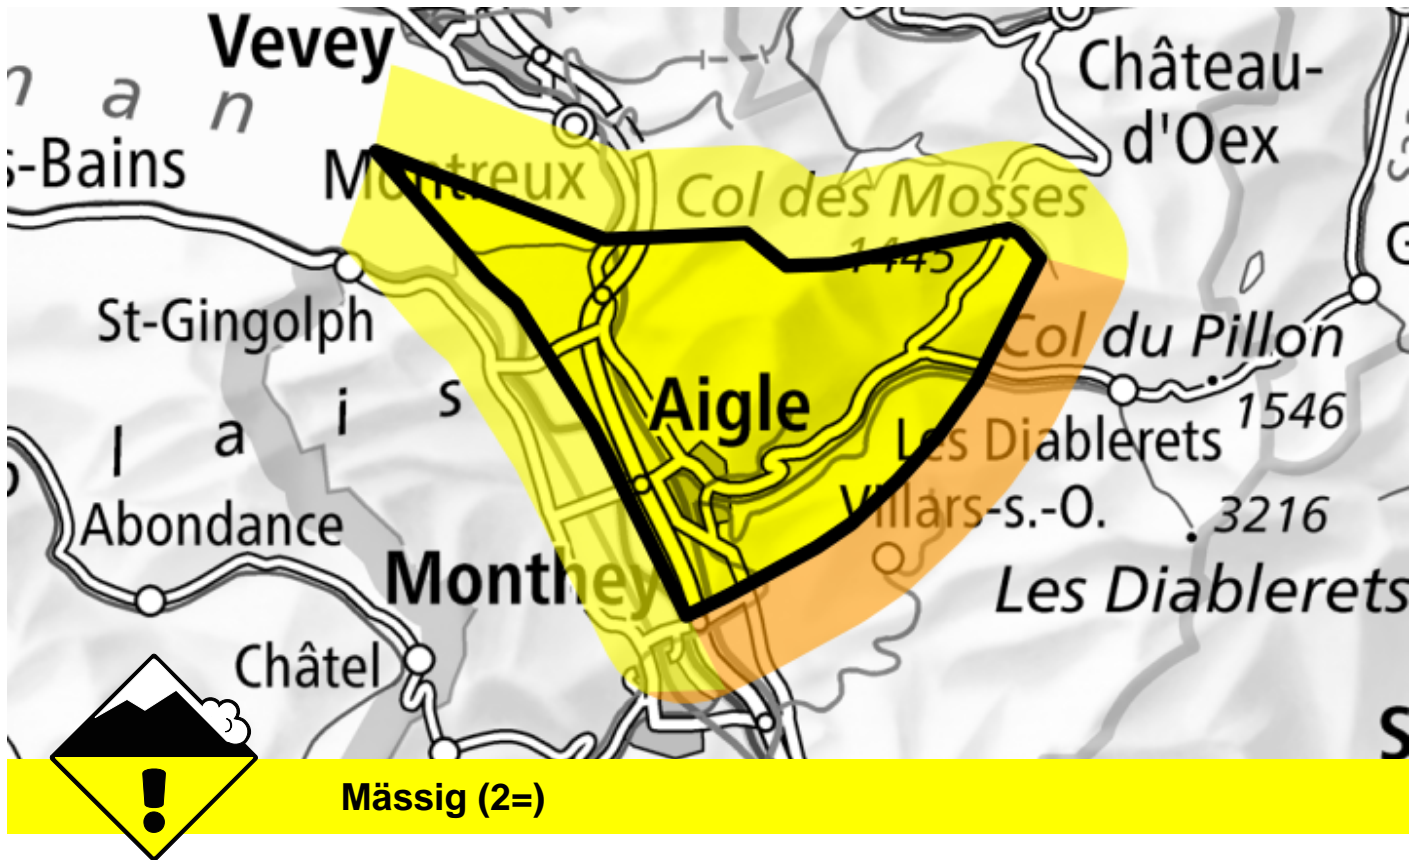 Vevey
Château-
d'Oex
n a n
s-Bains
Montreux
Col des Mosses
1445
St-Gingolph
Col du Pillon
1546
l a i s
Aigle
Les Diablerets
Villars-s.-O.
3216
Abondance
Monthey
Les Diablerets
Châtel
S
G
Mässig (2=)